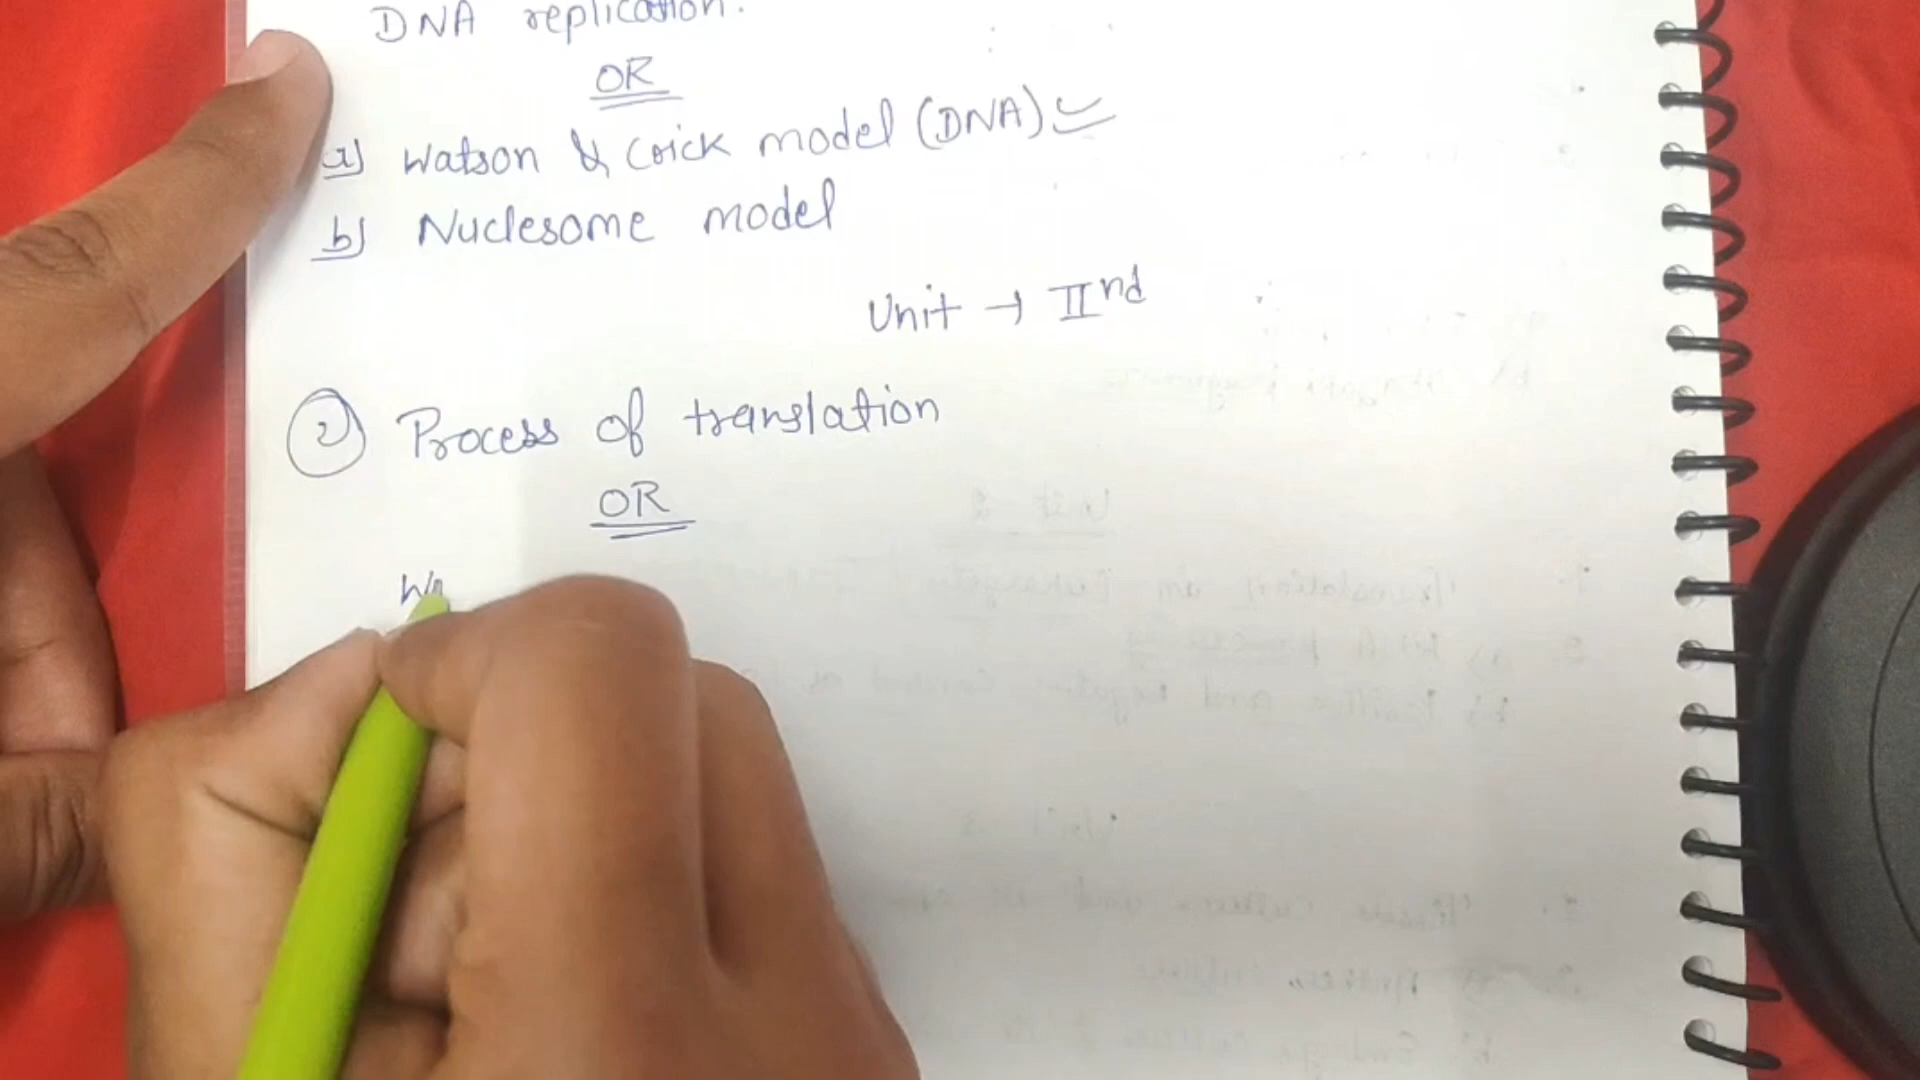 DNA replication.
OR
a) Watson & Crick model (DNA)
b) Nuclesome model
Unit → IInd
2 Process of translation
OR